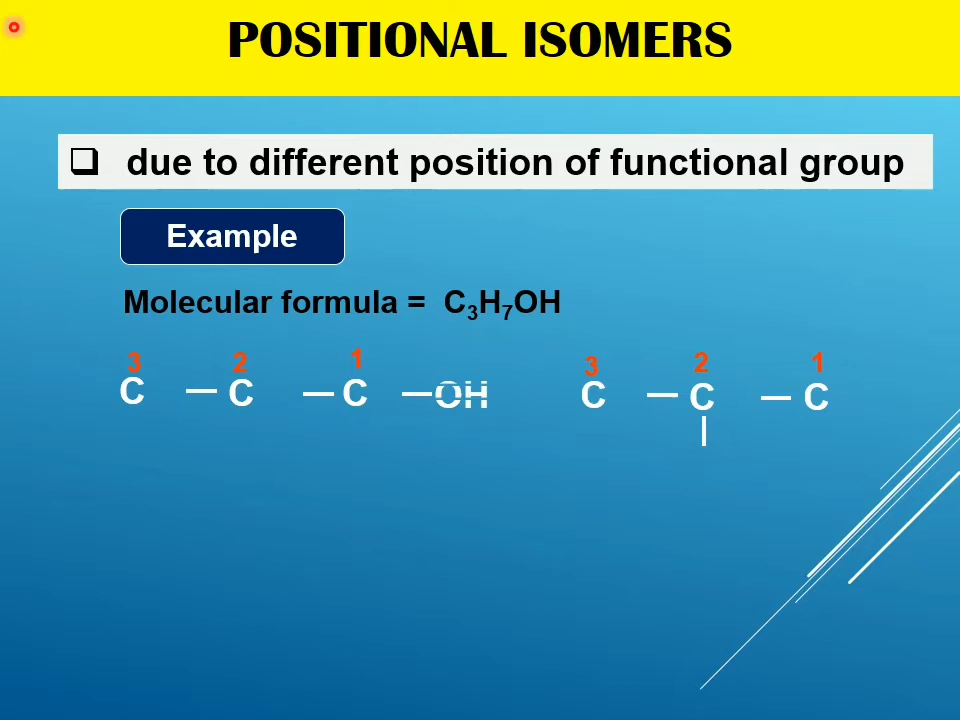 POSITIONAL ISOMERS
❑ due to different position of functional group
Example
Molecular formula = C₃H₇OH
3 2 1 3 2 1
C — C — C —OH C — C — C
|